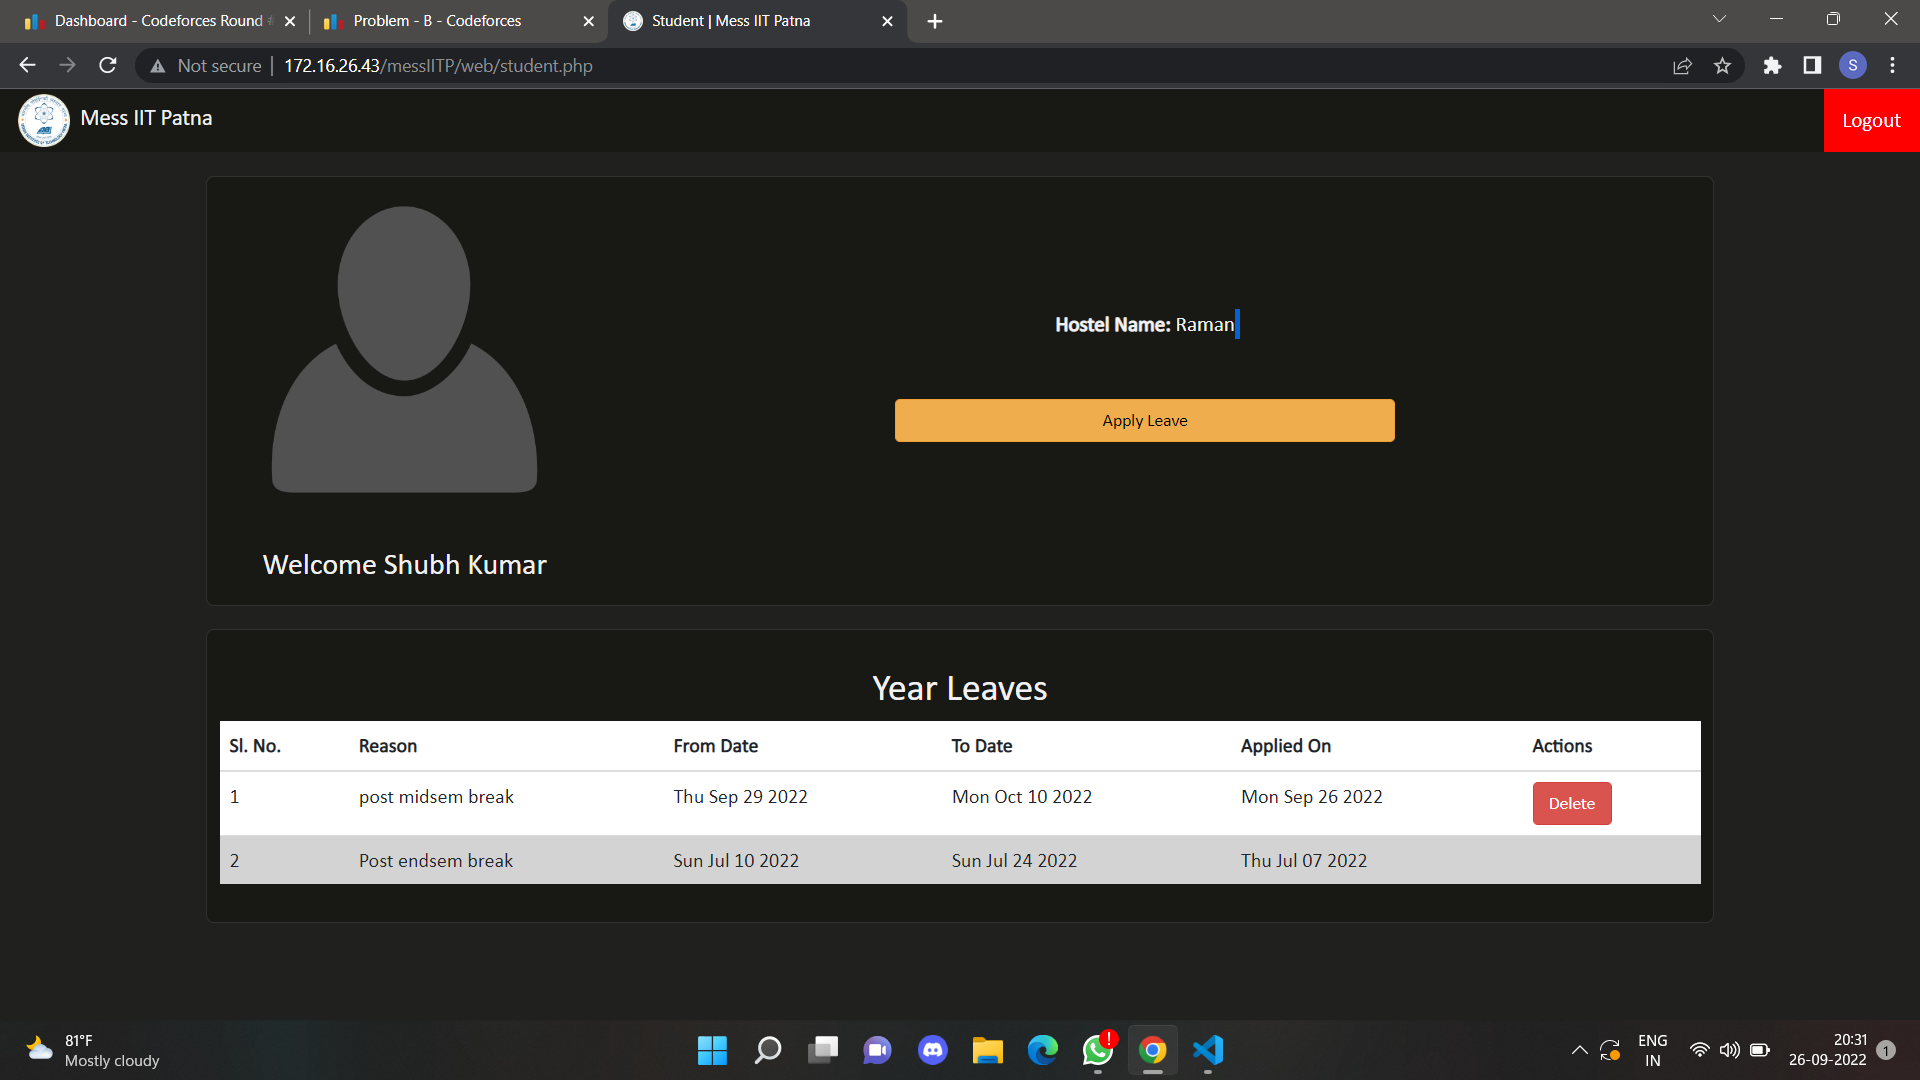 Dashboard - Codeforces Round #
Problem - B - Codeforces
Student | Mess IIT Patna
Not secure | 172.16.26.43/messIITP/web/student.php
S
Mess IIT Patna
Logout
Hostel Name: Raman
Apply Leave
Welcome Shubh Kumar
Year Leaves
Sl. No. Reason From Date To Date Applied On Actions
1 post midsem break Thu Sep 29 2022 Mon Oct 10 2022 Mon Sep 26 2022 Delete
2 Post endsem break Sun Jul 10 2022 Sun Jul 24 2022 Thu Jul 07 2022
81°F
Mostly cloudy
!
ENG
IN
20:31
26-09-2022
1